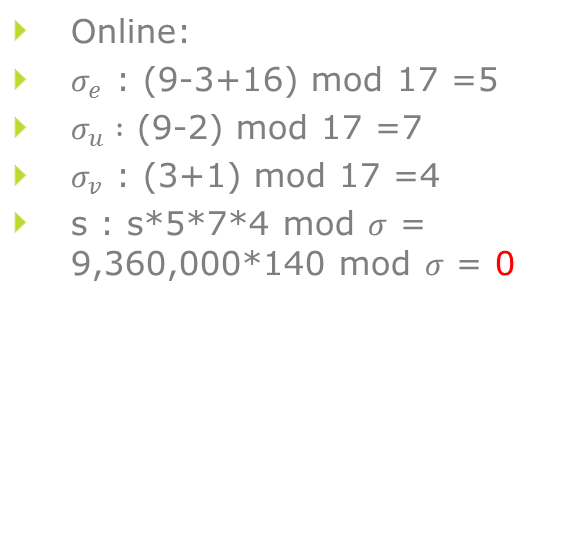 Online:
𝜎𝑒 : (9-3+16) mod 17 =5
𝜎𝑢 : (9-2) mod 17 =7
𝜎𝑣 : (3+1) mod 17 =4
s : s*5*7*4 mod 𝜎 =
9,360,000*140 mod 𝜎 = 0